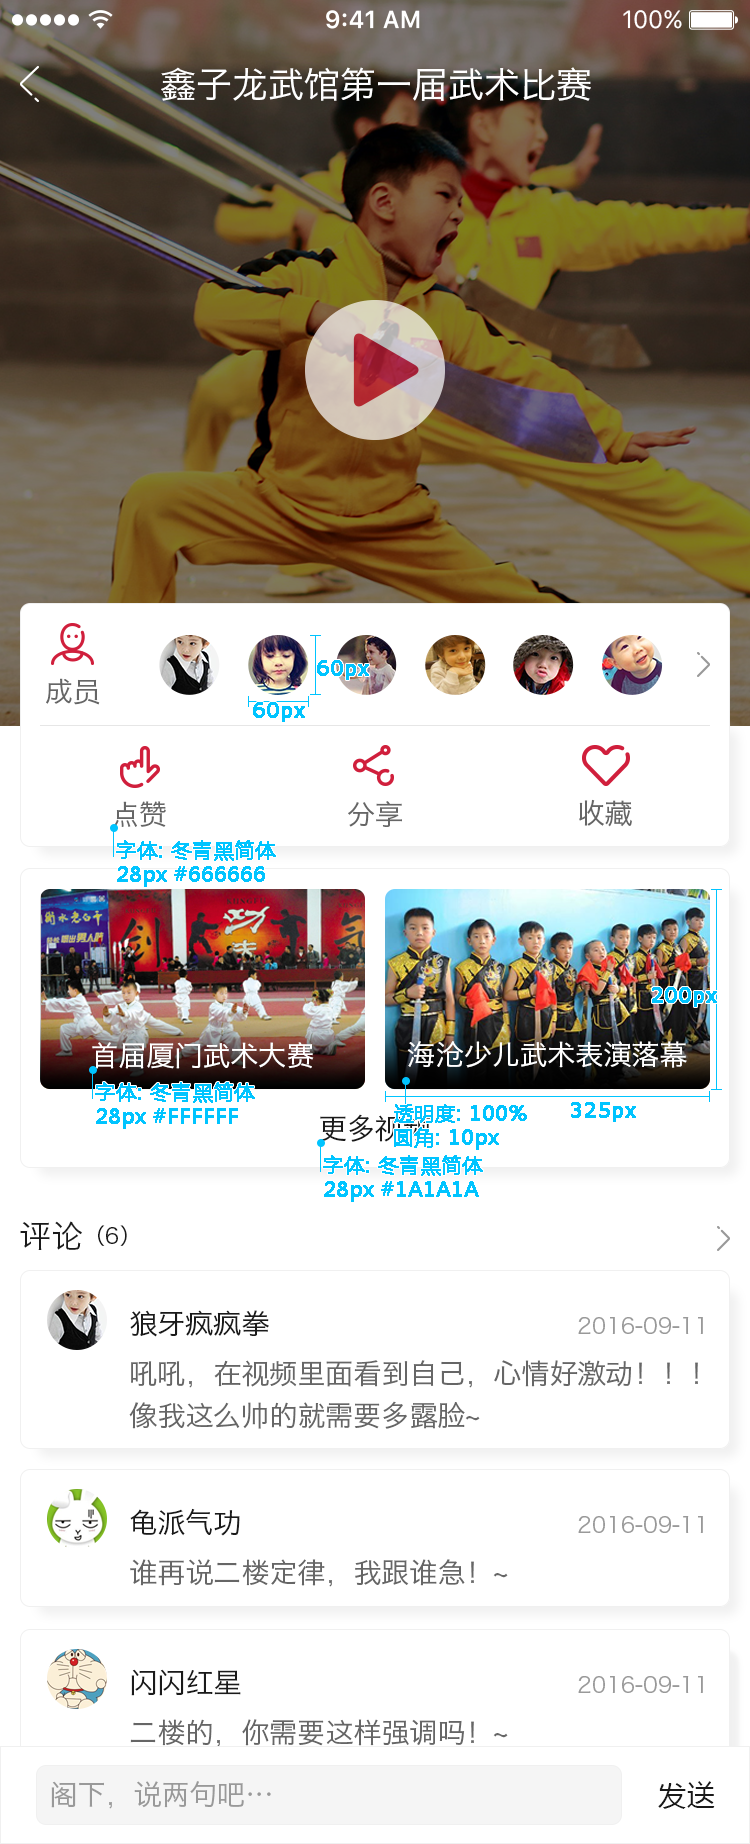 9:41 AM 100%
鑫子龙武馆第一届武术比赛
成员
60px
60px
点赞 分享 收藏
字体: 冬青黑简体
28px #666666
首届厦门武术大赛
海沧少儿武术表演落幕
200px
字体: 冬青黑简体
28px #FFFFFF
透明度: 100%
圆角: 10px
325px
更多视频
字体: 冬青黑简体
28px #1A1A1A
评论（6）
狼牙疯疯拳 2016-09-11
吼吼，在视频里面看到自己，心情好激动！！！
像我这么帅的就需要多露脸~
龟派气功 2016-09-11
谁再说二楼定律，我跟谁急！~
闪闪红星 2016-09-11
二楼的，你需要这样强调吗！~
阁下，说两句吧…
发送